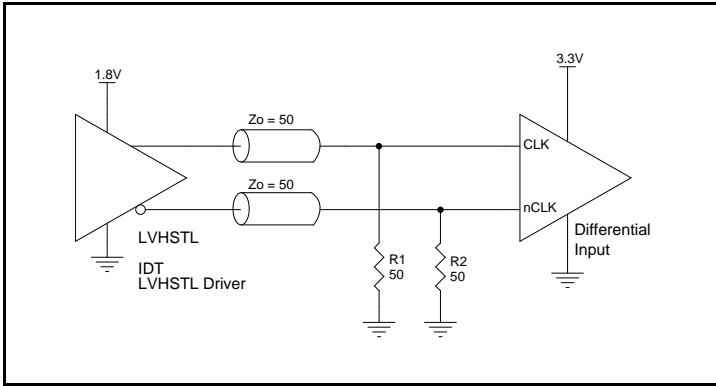 1.8V
3.3V
Zo = 50
CLK
Zo = 50
nCLK
LVHSTL
IDT
LVHSTL Driver
R1
50
R2
50
Differential
Input